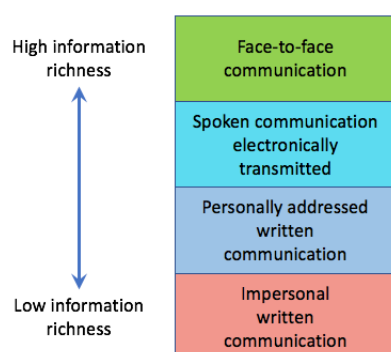 High information
richness
Face-to-face
communication
Spoken communication
electronically
transmitted
Personally addressed
written
communication
Low information
richness
Impersonal
written
communication